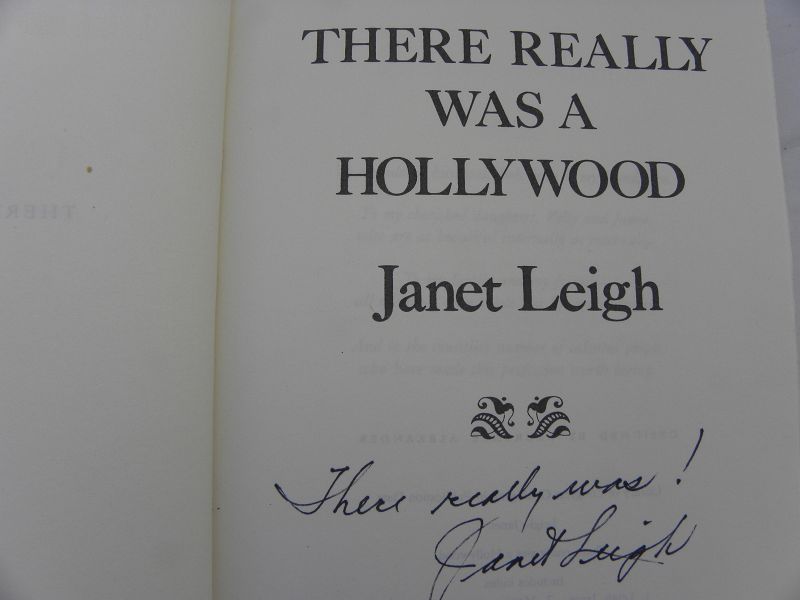 THERE REALLY
WAS A
HOLLYWOOD
Janet Leigh
There really was!
Janet Leigh